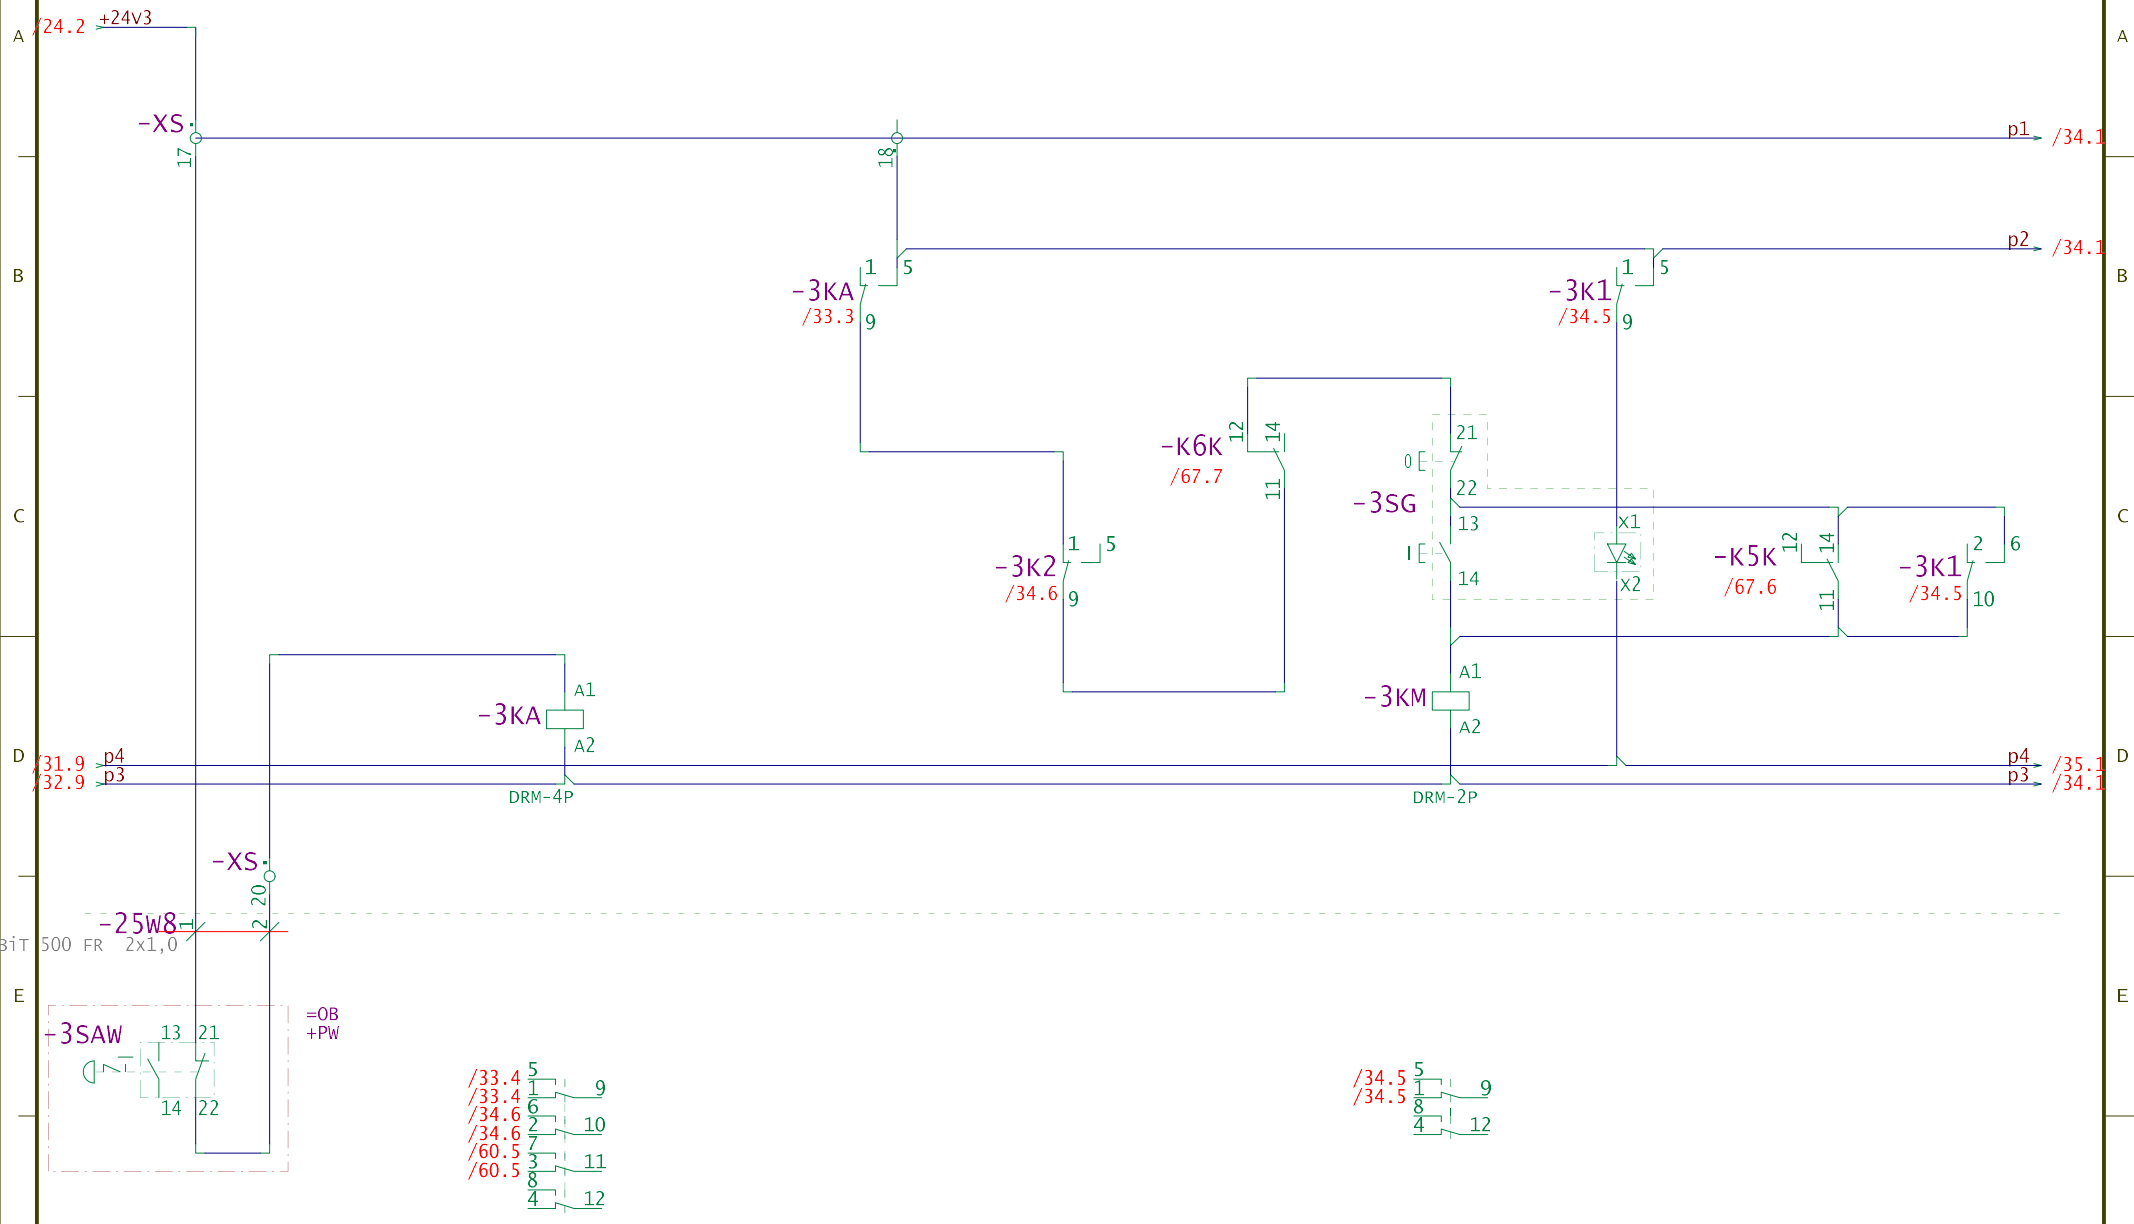 +24V3
/24.2
A
A
-XS
17
18
p1 /34.1
p2 /34.1
B
B
1 5
-3KA
/33.3
9
1 5
-3K1
/34.5
9
12 14
-K6K
/67.7
11
21
0
22
-3SG
13
I
14
C
C
X1
X2
12 14
-K5K
/67.6
11
2 6
-3K1
/34.5
10
1 5
-3K2
/34.6
9
A1
-3KA
A2
A1
-3KM
A2
D
D
/31.9 p4
/32.9 p3
p4 /35.1
p3 /34.1
DRM-4P
DRM-2P
-XS
20
-25W8
1 2
BiT 500 FR 2x1,0
E
E
=OB
+PW
-3SAW
13 21
14 22
/33.4 5
/33.4 1 9
/34.6 6
/34.6 2 10
/60.5 7
/60.5 3 11
8
4 12
/34.5 5
/34.5 1 9
8
4 12